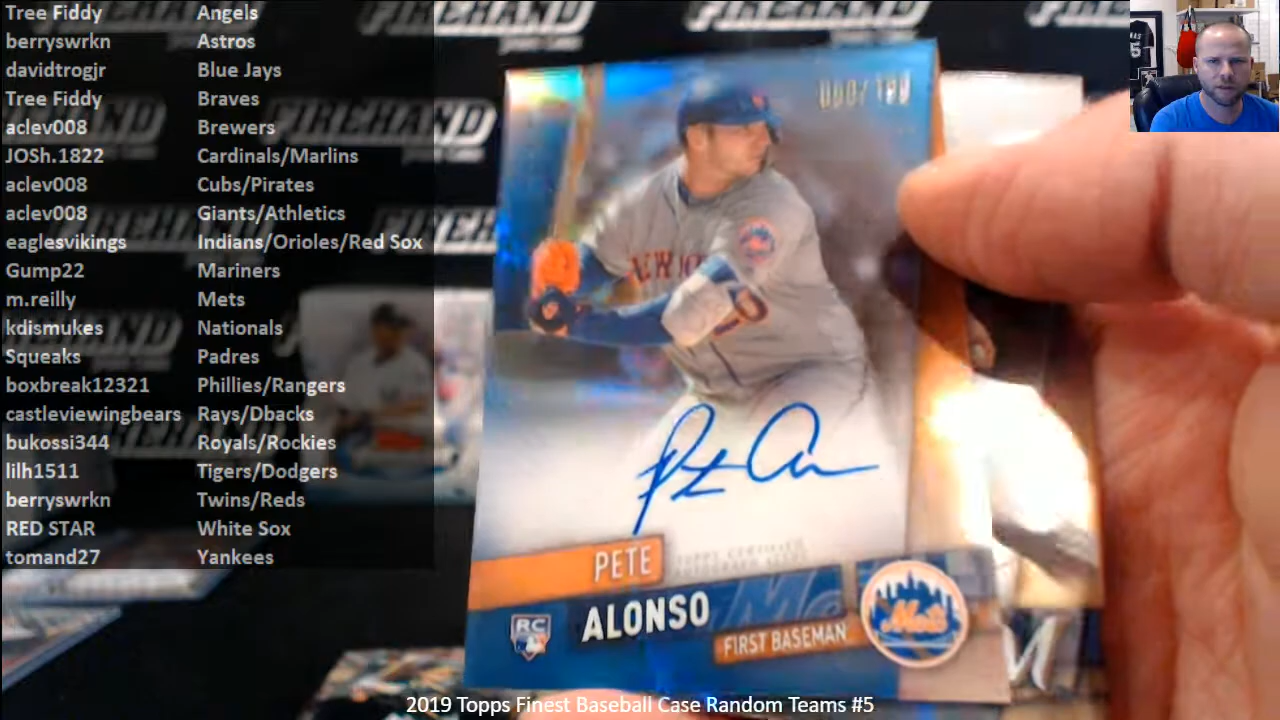 Tree Fiddy Angels
berryswrkn Astros
davidtrogjr Blue Jays
Tree Fiddy Braves
aclev008 Brewers
JOSh.1822 Cardinals/Marlins
aclev008 Cubs/Pirates
aclev008 Giants/Athletics
eaglesvikings Indians/Orioles/Red Sox
Gump22 Mariners
m.reilly Mets
kdismukes Nationals
Squeaks Padres
boxbreak12321 Phillies/Rangers
castleviewingbears Rays/Dbacks
bukossi344 Royals/Rockies
lilh1511 Tigers/Dodgers
berryswrkn Twins/Reds
RED STAR White Sox
tomand27 Yankees
PETE
TOPPS CERTIFIED
RC
ALONSO
FIRST BASEMAN
Mets
2019 Topps Finest Baseball Case Random Teams #5